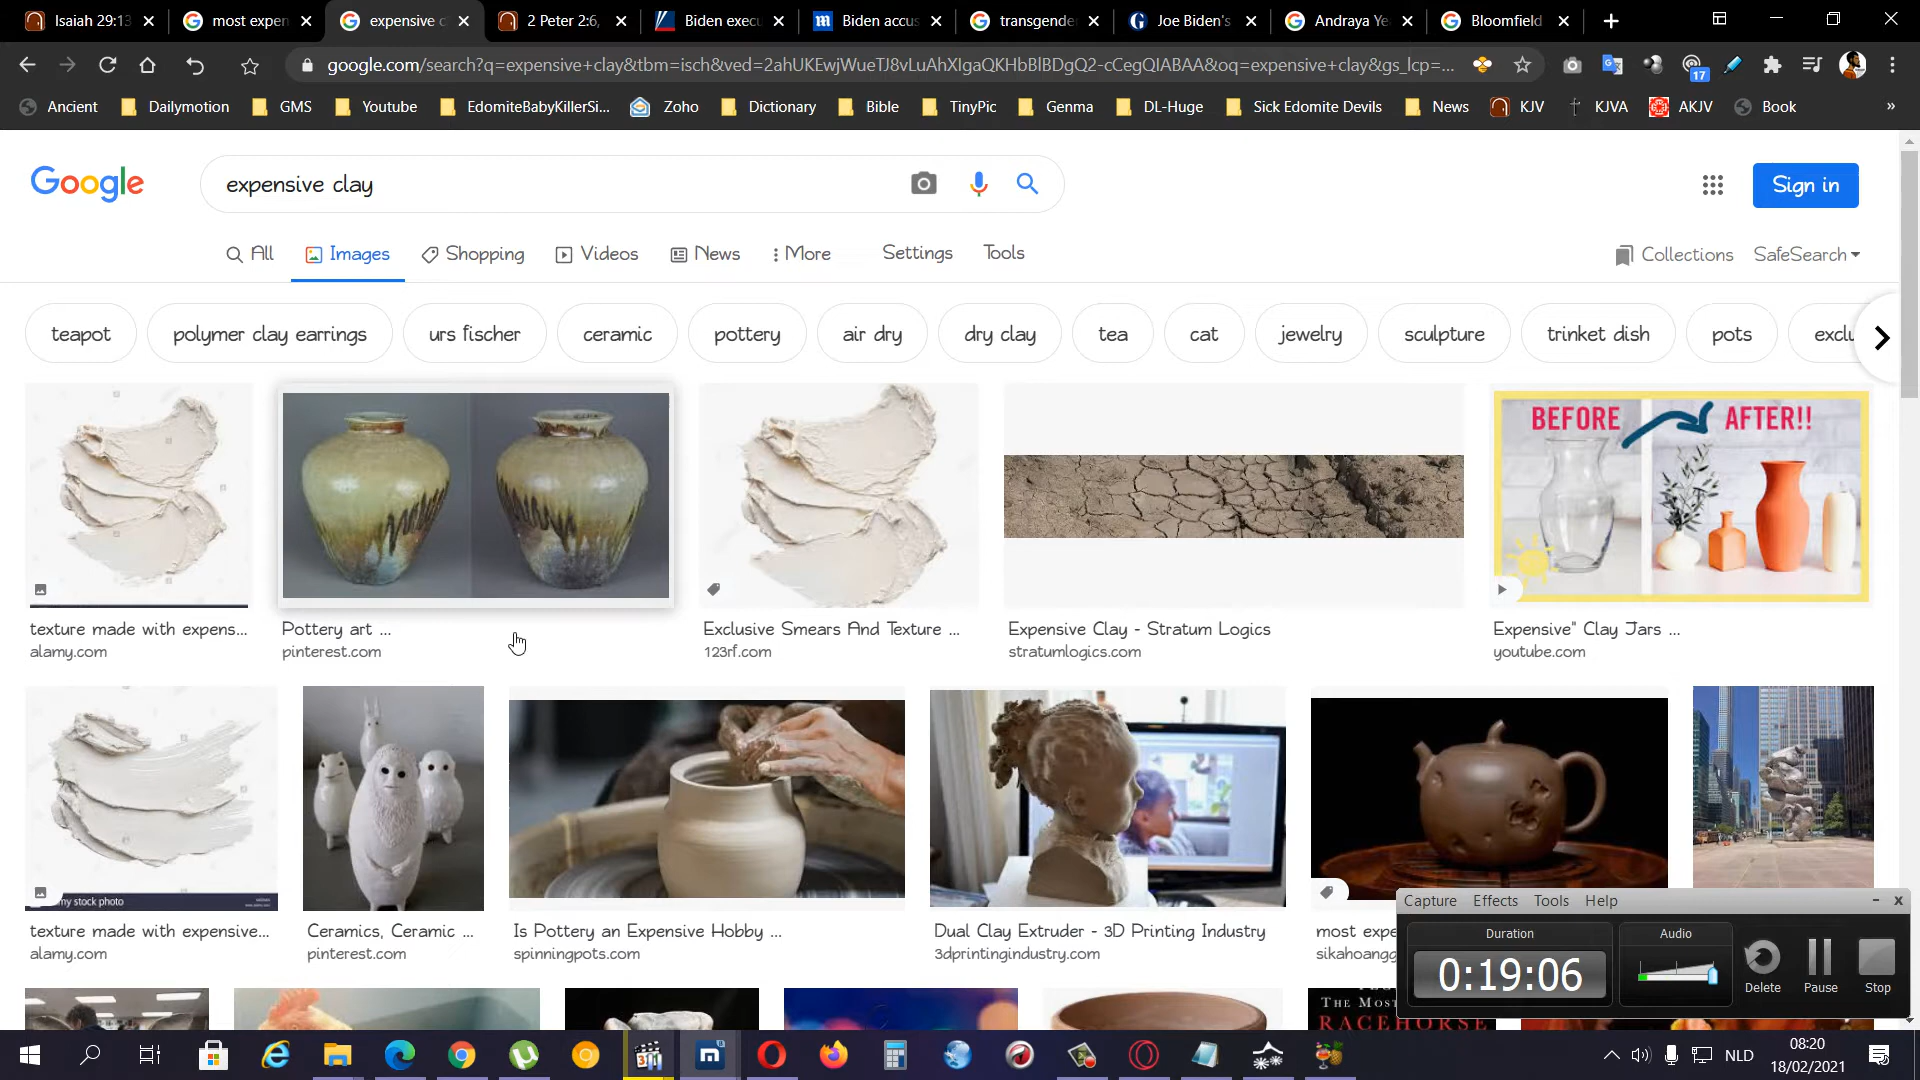 Isaiah 29:13
most expen
expensive c
2 Peter 2:6,
Biden execu
Biden accus
transgende
Joe Biden's
Andraya Ye
Bloomfield
google.com/search?q=expensive+clay&tbm=isch&ved=2ahUKEwjWueTJ8vLuAhXIgaQKHbBlBDgQ2-cCegQIABAA&oq=expensive+clay&gs_lcp=...
17
Ancient
Dailymotion
GMS
Youtube
EdomiteBabyKillerSi...
Zoho
Dictionary
Bible
TinyPic
Genma
DL-Huge
Sick Edomite Devils
News
KJV
KJVA
AKJV
Book
»
Google
expensive clay
Sign in
All
Images
Shopping
Videos
News
More
Settings
Tools
Collections
SafeSearch
teapot
polymer clay earrings
urs fischer
ceramic
pottery
air dry
dry clay
tea
cat
jewelry
sculpture
trinket dish
pots
exclu
BEFORE
AFTER!!
texture made with expens...
alamy.com
Pottery art ...
pinterest.com
Exclusive Smears And Texture ...
123rf.com
Expensive Clay - Stratum Logics
stratumlogics.com
Expensive" Clay Jars ...
youtube.com
my stock photo
texture made with expensive...
alamy.com
Ceramics, Ceramic ...
pinterest.com
Is Pottery an Expensive Hobby ...
spinningpots.com
Dual Clay Extruder - 3D Printing Industry
3dprintingindustry.com
most expe
sikahoangg
Capture
Effects
Tools
Help
Duration
0:19:06
Audio
Delete
Pause
Stop
THE MOST
RACEHORSE
NLD
08:20
18/02/2021